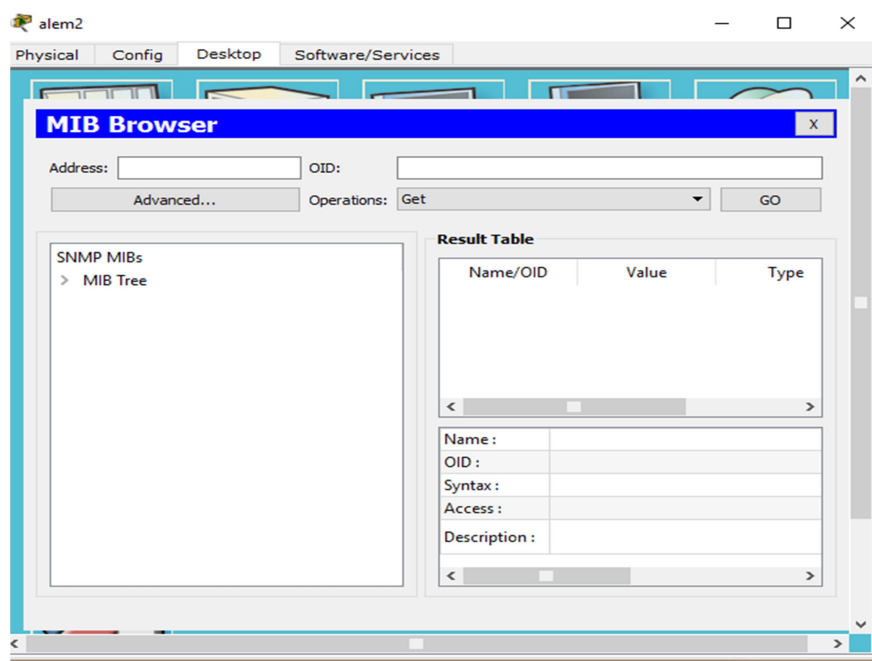 alem2
Physical Config Desktop Software/Services
MIB Browser X
Address: OID:
Advanced... Operations: Get GO
SNMP MIBs
MIB Tree
Result Table
Name/OID Value Type
Name :
OID :
Syntax :
Access :
Description :